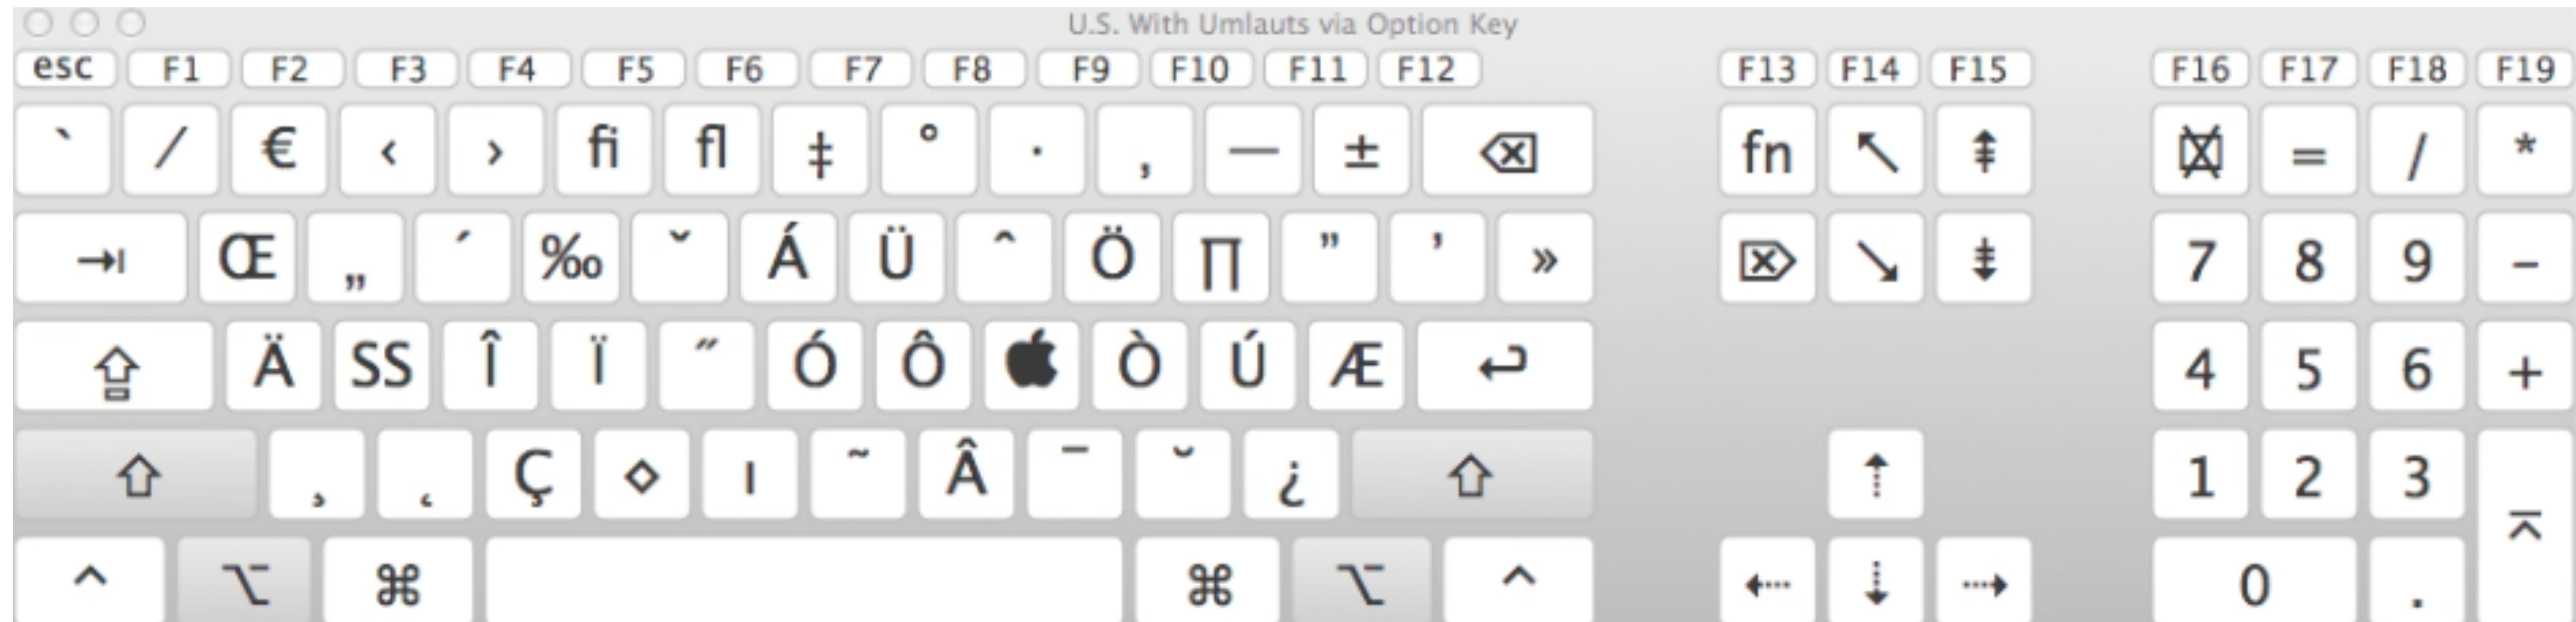 U.S. With Umlauts via Option Key
esc F1 F2 F3 F4 F5 F6 F7 F8 F9 F10 F11 F12 F13 F14 F15 F16 F17 F18 F19
` ⁄ € ‹ › ﬁ ﬂ ‡ ° · ‚ — ± ⌫ fn ↖ ⇞ = / *
⇥ Œ „ ´ ‰ ˇ Á Ü ˆ Ö ∏ ” ’ » ⌦ ↘ ⇟ 7 8 9 -
⇪ Ä SS Î Ï ˝ Ó Ô  Ò Ú Æ ↩ 4 5 6 +
⇧ ¸ ˛ Ç ◊ ı ˜ Â ¯ ˘ ¿ ⇧ ⇡ 1 2 3 ⌤
^ ⌥ ⌘ ⌘ ⌥ ^ ⇠ ⇣ ⇢ 0 .